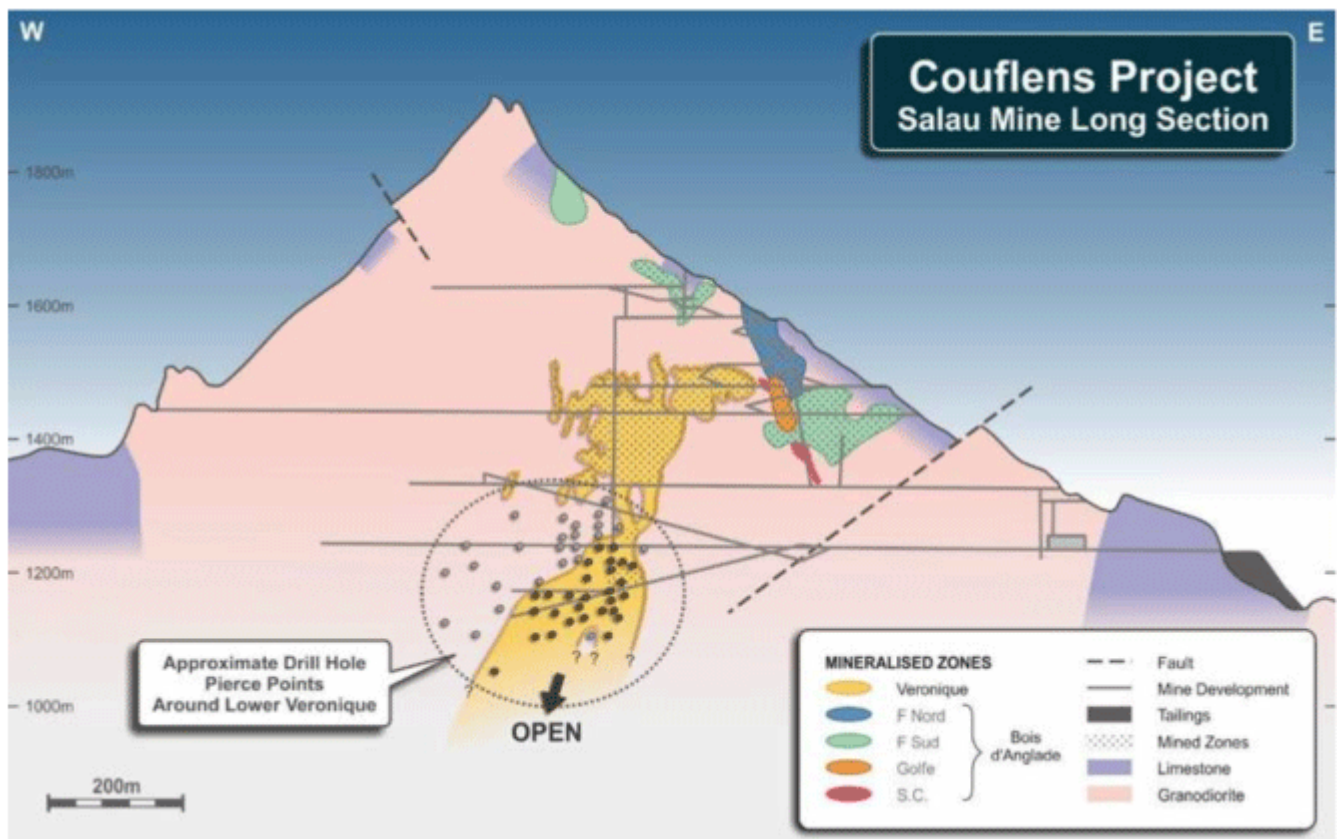 W
E
Couflens Project
Salau Mine Long Section
1800m
1600m
1400m
1200m
1000m
? ?
?
?
Approximate Drill Hole
Pierce Points
Around Lower Veronique
OPEN
200m
MINERALISED ZONES
Veronique
F Nord
F Sud
Golfe
S.C.
Bois
d'Anglade
Fault
Mine Development
Tailings
Mined Zones
Limestone
Granodiorite